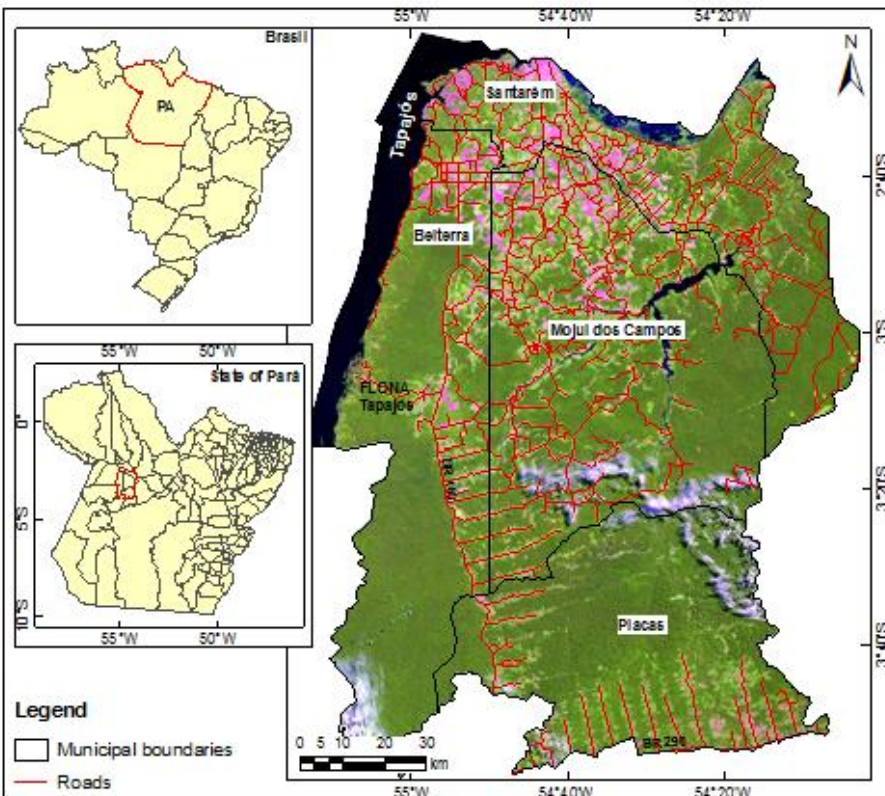 Brasil
PA
State of Pará
55°W
50°W
0°
5°S
10°S
55°W
50°W
Legend
Municipal boundaries
Roads
55°W
54°40'W
54°20'W
N
Santarém
Tapajós
Belterra
Mojuí dos Campos
FLONA
Tapajós
Placas
2°40'S
3°S
3°20'S
3°40'S
0 5 10 20 30
km
55°W
54°40'W
54°20'W